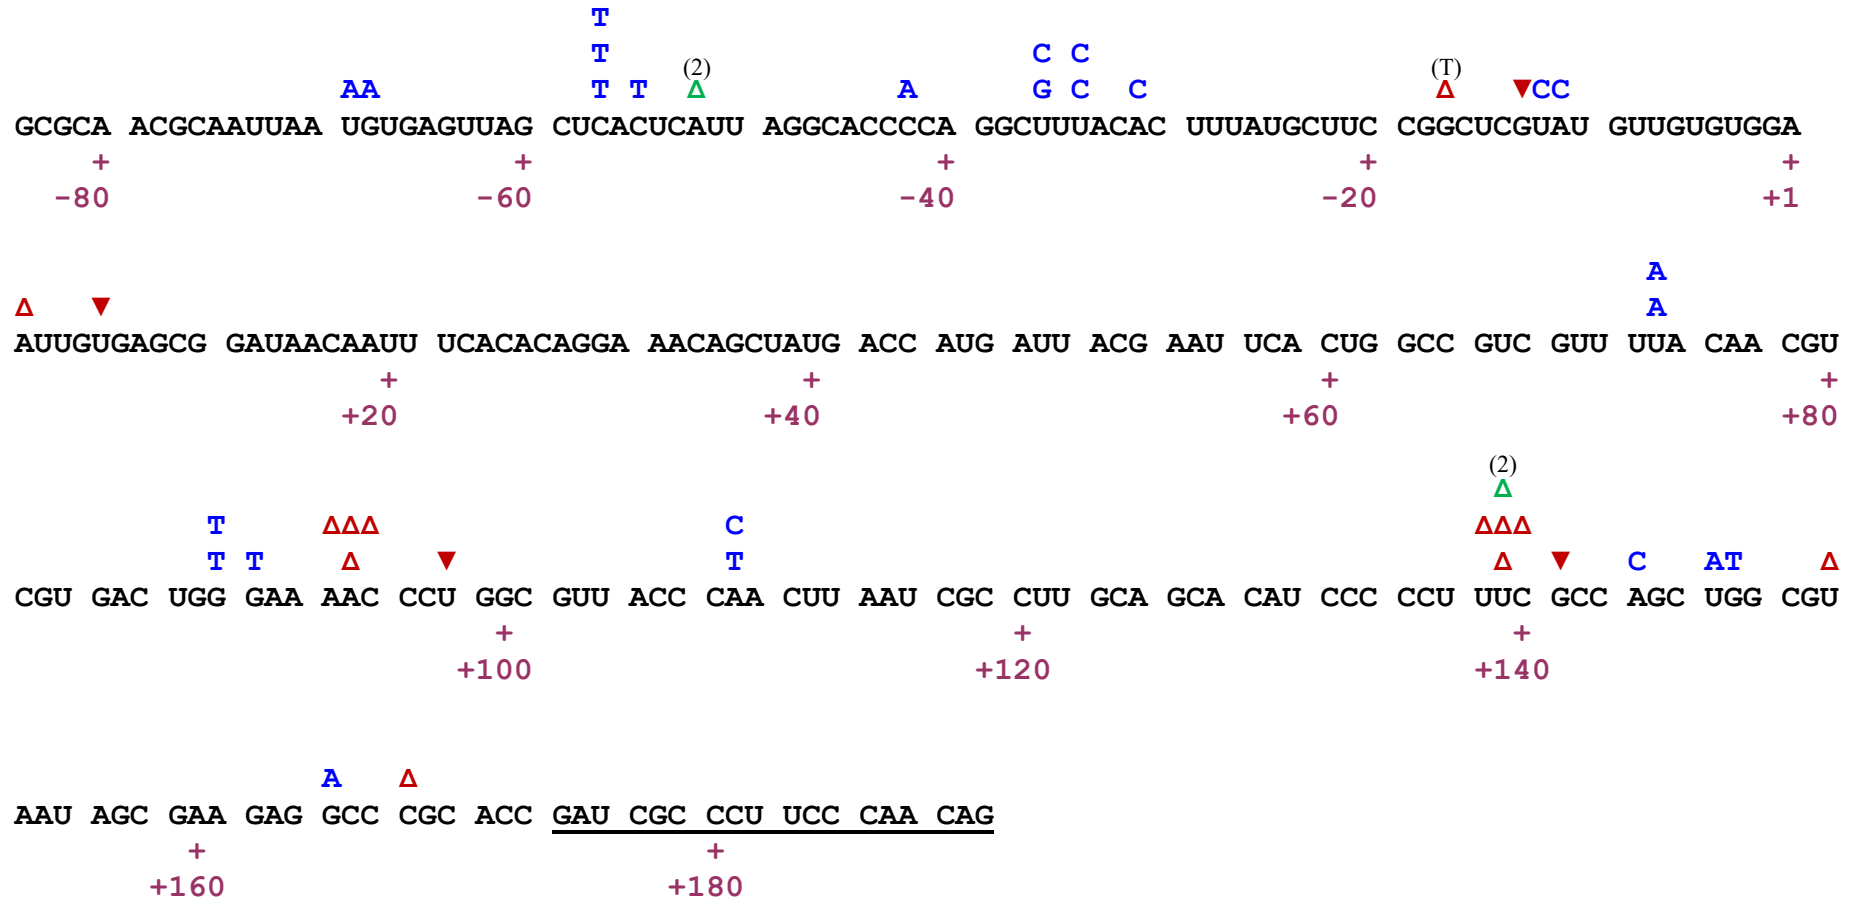 T
T C C
(2) (T)
AA T T Δ A G C C Δ ▼CC
GCGCA ACGCAAUUAA UGUGAGUUAG CUCACUCAUU AGGCACCCCA GGCUUUACAC UUUAUGCUUC CGGCUCGUAU GUUGUGUGGA
+ + + + +
-80 -60 -40 -20 +1
A
Δ ▼ A
AUUGUGAGCG GAUAACAAUU UCACACAGGA AACAGCUAUG ACC AUG AUU ACG AAU UCA CUG GCC GUC GUU UUA CAA CGU
+ + + +
+20 +40 +60 +80
(2)
Δ
T ΔΔΔ C ΔΔΔ
T T Δ ▼ T Δ ▼ C AT Δ
CGU GAC UGG GAA AAC CCU GGC GUU ACC CAA CUU AAU CGC CUU GCA GCA CAU CCC CCU UUC GCC AGC UGG CGU
+ + +
+100 +120 +140
A Δ
AAU AGC GAA GAG GCC CGC ACC GAU CGC CCU UCC CAA CAG
+ +
+160 +180